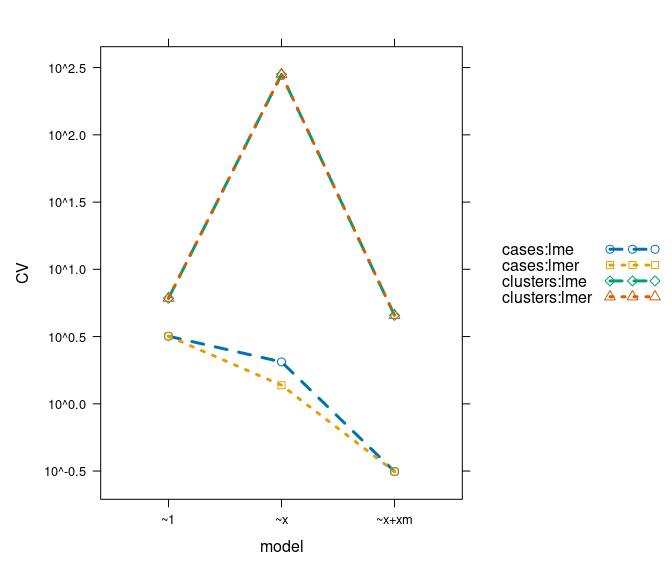 10^2.5
10^2.0
10^1.5
10^1.0
10^0.5
10^0.0
10^-0.5
CV
~1
~x
~x+xm
model
cases:lme
cases:lmer
clusters:lme
clusters:lmer